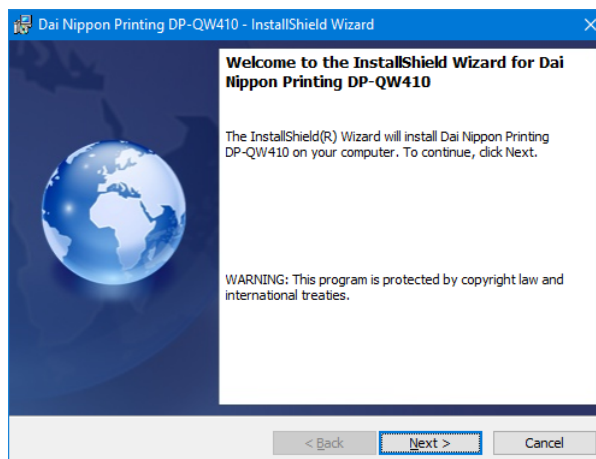 Dai Nippon Printing DP-QW410 - InstallShield Wizard
Welcome to the InstallShield Wizard for Dai
Nippon Printing DP-QW410
The InstallShield(R) Wizard will install Dai Nippon Printing
DP-QW410 on your computer. To continue, click Next.
WARNING: This program is protected by copyright law and
international treaties.
< Back Next > Cancel